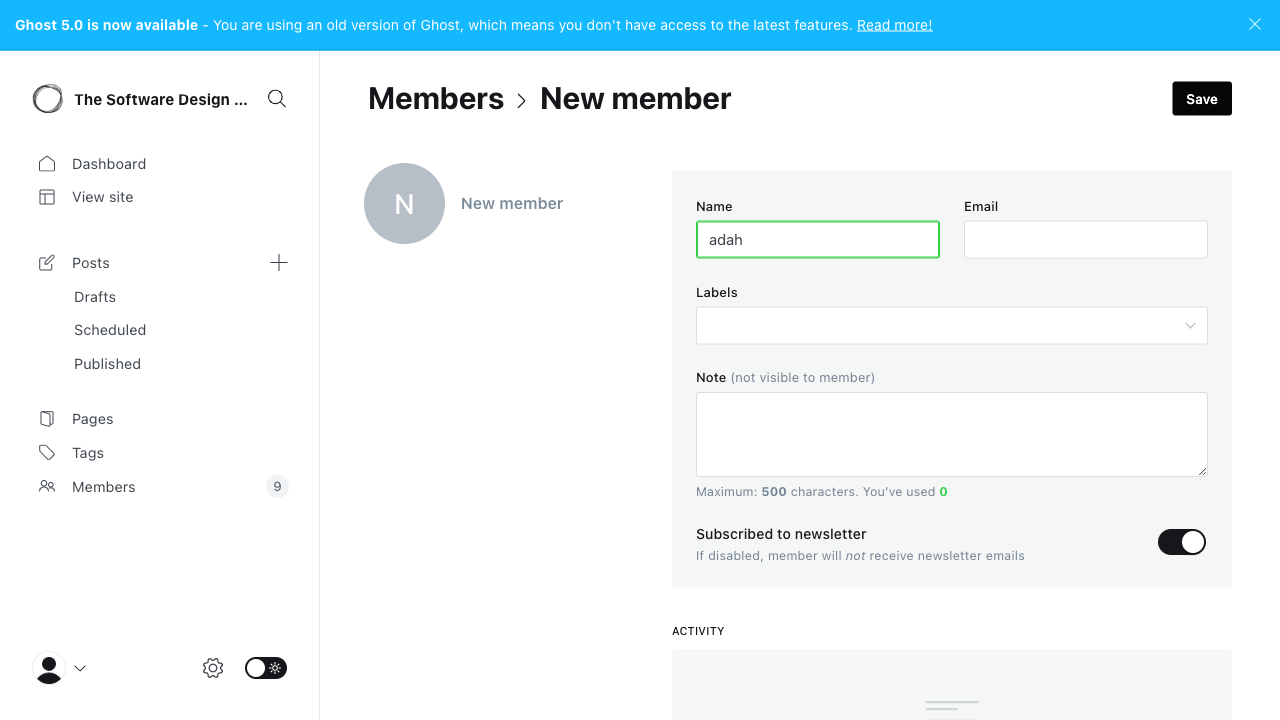 Ghost 5.0 is now available - You are using an old version of Ghost, which means you don't have access to the latest features. Read more!
The Software Design ...
Dashboard
View site
Posts
Drafts
Scheduled
Published
Pages
Tags
Members 9
Members > New member
Save
N New member
Name
adah
Email
Labels
Note (not visible to member)
Maximum: 500 characters. You've used 0
Subscribed to newsletter
If disabled, member will not receive newsletter emails
ACTIVITY